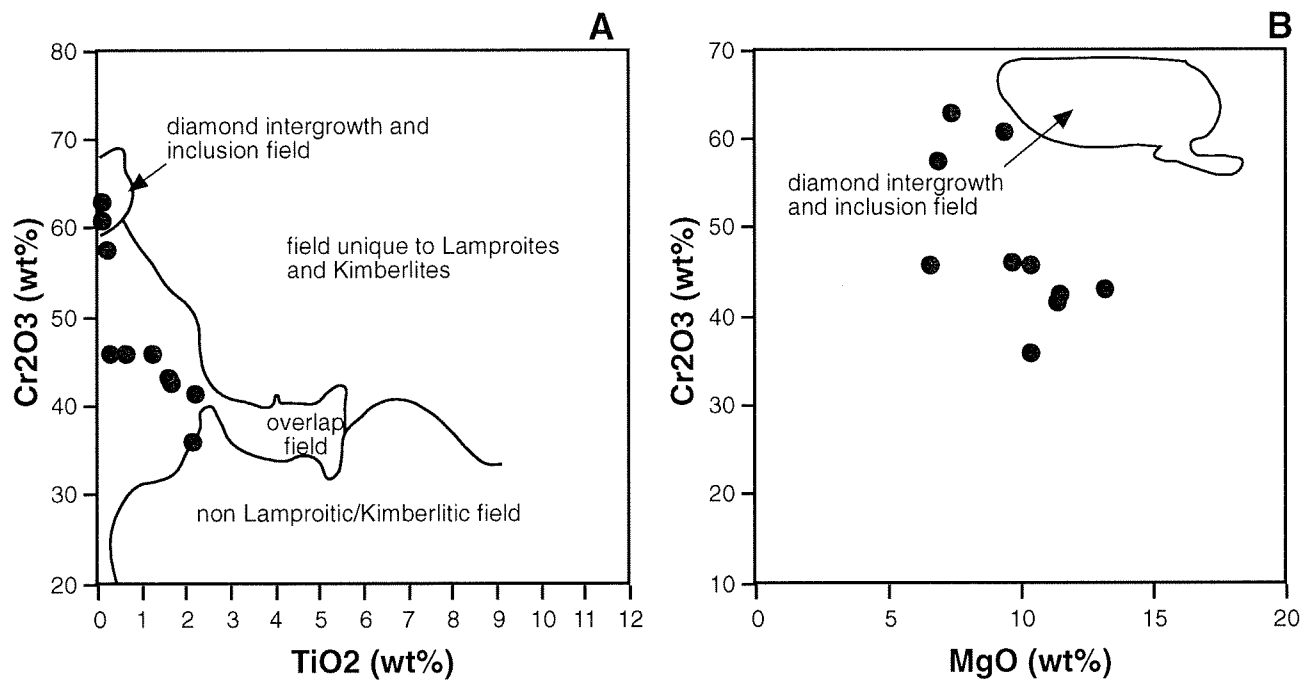 A
80
70
60
50
40
30
20
Cr2O3 (wt%)
diamond intergrowth and
inclusion field
field unique to Lamproites
and Kimberlites
overlap
field
non Lamproitic/Kimberlitic field
0 1 2 3 4 5 6 7 8 9 10 11 12
TiO2 (wt%)
B
70
60
50
40
30
20
10
Cr2O3 (wt%)
diamond intergrowth
and inclusion field
0 5 10 15 20
MgO (wt%)